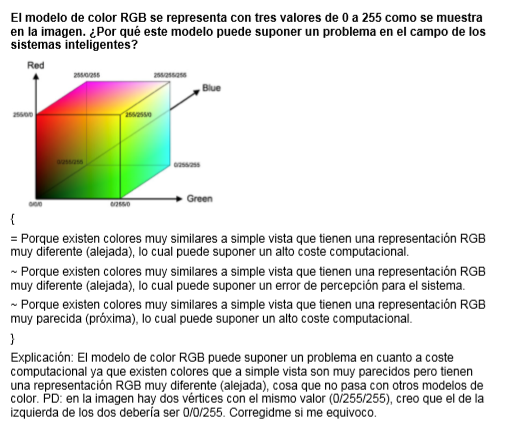 El modelo de color RGB se representa con tres valores de 0 a 255 como se muestra
en la imagen. ¿Por qué este modelo puede suponer un problema en el campo de los
sistemas inteligentes?
Red
255/0/255
255/255/255
Blue
255/0/0
255/255/0
0/255/255
0/255/255
0/0/0
0/255/0
Green
{
= Porque existen colores muy similares a simple vista que tienen una representación RGB
muy diferente (alejada), lo cual puede suponer un alto coste computacional.
~ Porque existen colores muy similares a simple vista que tienen una representación RGB
muy diferente (alejada), lo cual puede suponer un error de percepción para el sistema.
~ Porque existen colores muy similares a simple vista que tienen una representación RGB
muy parecida (próxima), lo cual puede suponer un alto coste computacional.
}
Explicación: El modelo de color RGB puede suponer un problema en cuanto a coste
computacional ya que existen colores que a simple vista son muy parecidos pero tienen
una representación RGB muy diferente (alejada), cosa que no pasa con otros modelos de
color. PD: en la imagen hay dos vértices con el mismo valor (0/255/255), creo que el de la
izquierda de los dos debería ser 0/0/255. Corregidme si me equivoco.